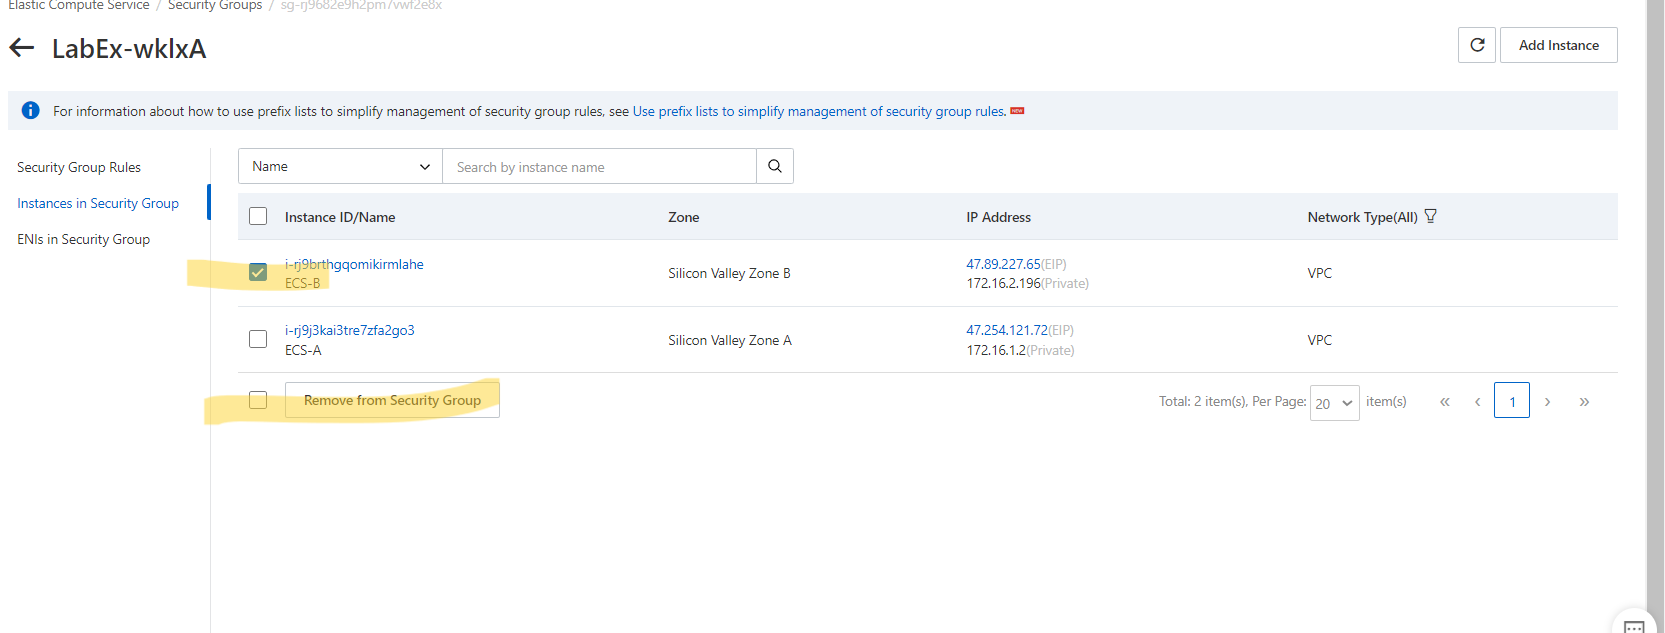 Elastic Compute Service / Security Groups / sg-rj9682e9h2pm7vwf2e8x
LabEx-wklxA
Add Instance
For information about how to use prefix lists to simplify management of security group rules, see Use prefix lists to simplify management of security group rules. NEW
Security Group Rules
Instances in Security Group
ENIs in Security Group
Name
Search by instance name
Instance ID/Name Zone IP Address Network Type(All)
i-rj9brthgqomikirmlahe
ECS-B
Silicon Valley Zone B
47.89.227.65(EIP)
172.16.2.196(Private)
VPC
i-rj9j3kai3tre7zfa2go3
ECS-A
Silicon Valley Zone A
47.254.121.72(EIP)
172.16.1.2(Private)
VPC
Remove from Security Group
Total: 2 item(s), Per Page: 20 item(s) « ‹ 1 › »